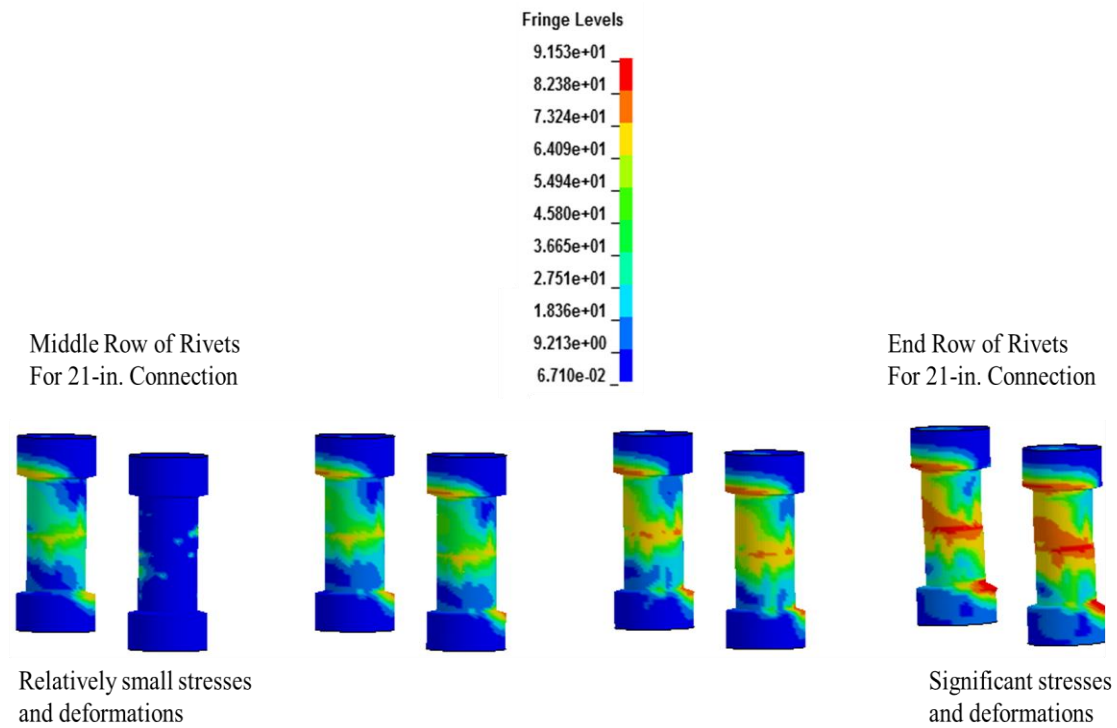 Fringe Levels
9.153e+01
8.238e+01
7.324e+01
6.409e+01
5.494e+01
4.580e+01
3.665e+01
2.751e+01
1.836e+01
9.213e+00
6.710e-02
Middle Row of Rivets
For 21-in. Connection
End Row of Rivets
For 21-in. Connection
Relatively small stresses
and deformations
Significant stresses
and deformations